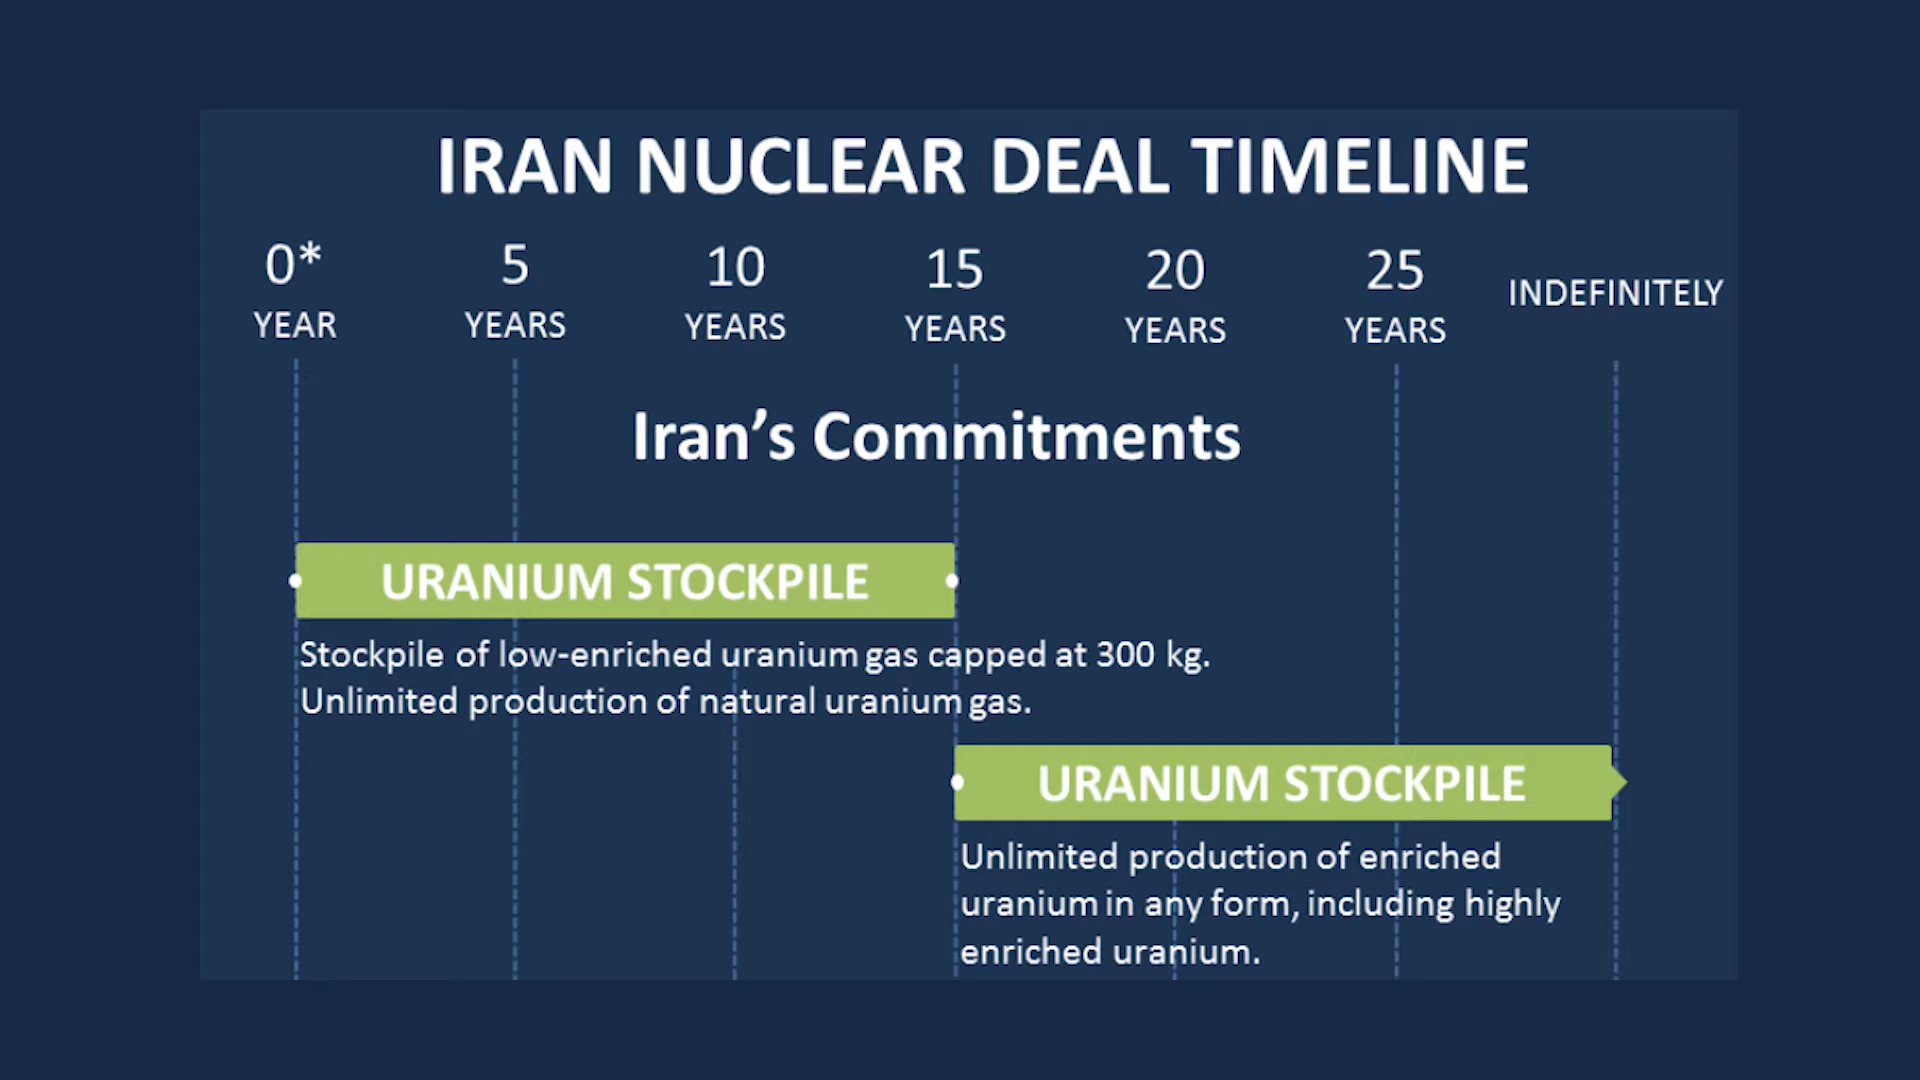 IRAN NUCLEAR DEAL TIMELINE
0* 5 10 15 20 25 INDEFINITELY
YEAR YEARS YEARS YEARS YEARS YEARS
Iran’s Commitments
URANIUM STOCKPILE
Stockpile of low-enriched uranium gas capped at 300 kg.
Unlimited production of natural uranium gas.
URANIUM STOCKPILE
Unlimited production of enriched
uranium in any form, including highly
enriched uranium.